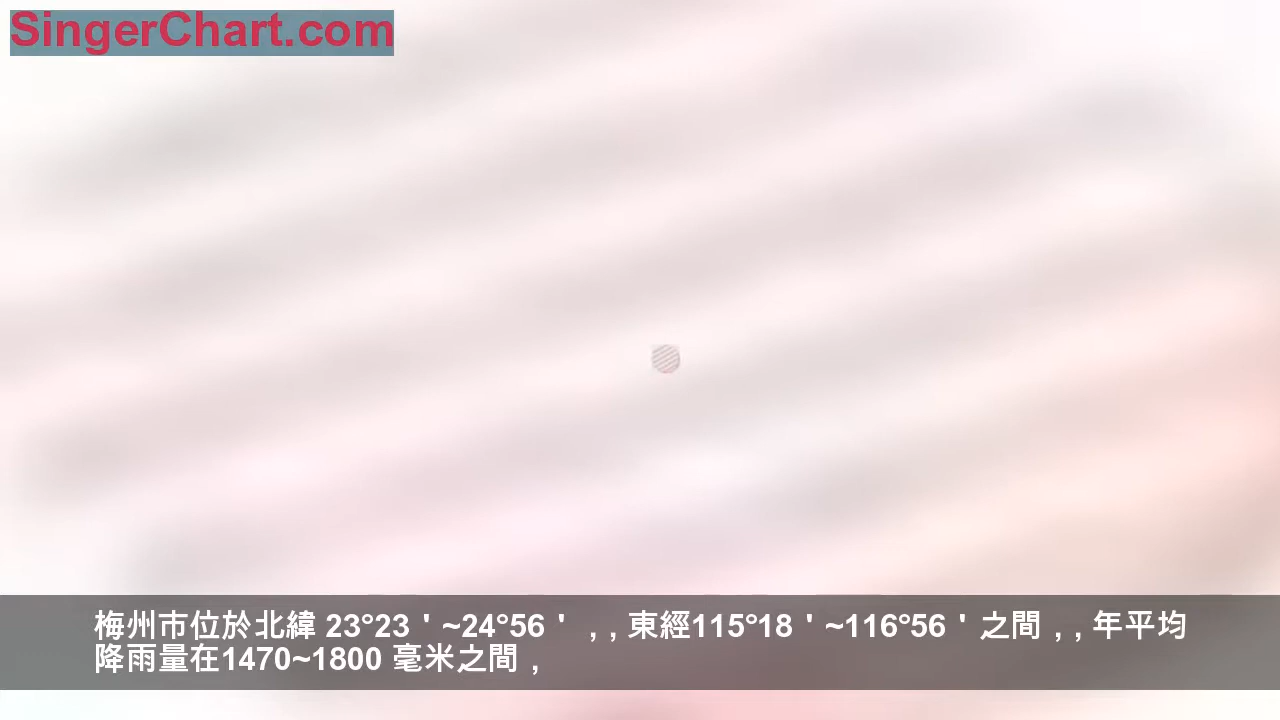 SingerChart.com
梅州市位於北緯 23°23＇~24°56＇ , , 東經115°18＇~116°56＇之間 , , 年平均
降雨量在1470~1800 毫米之間 ,